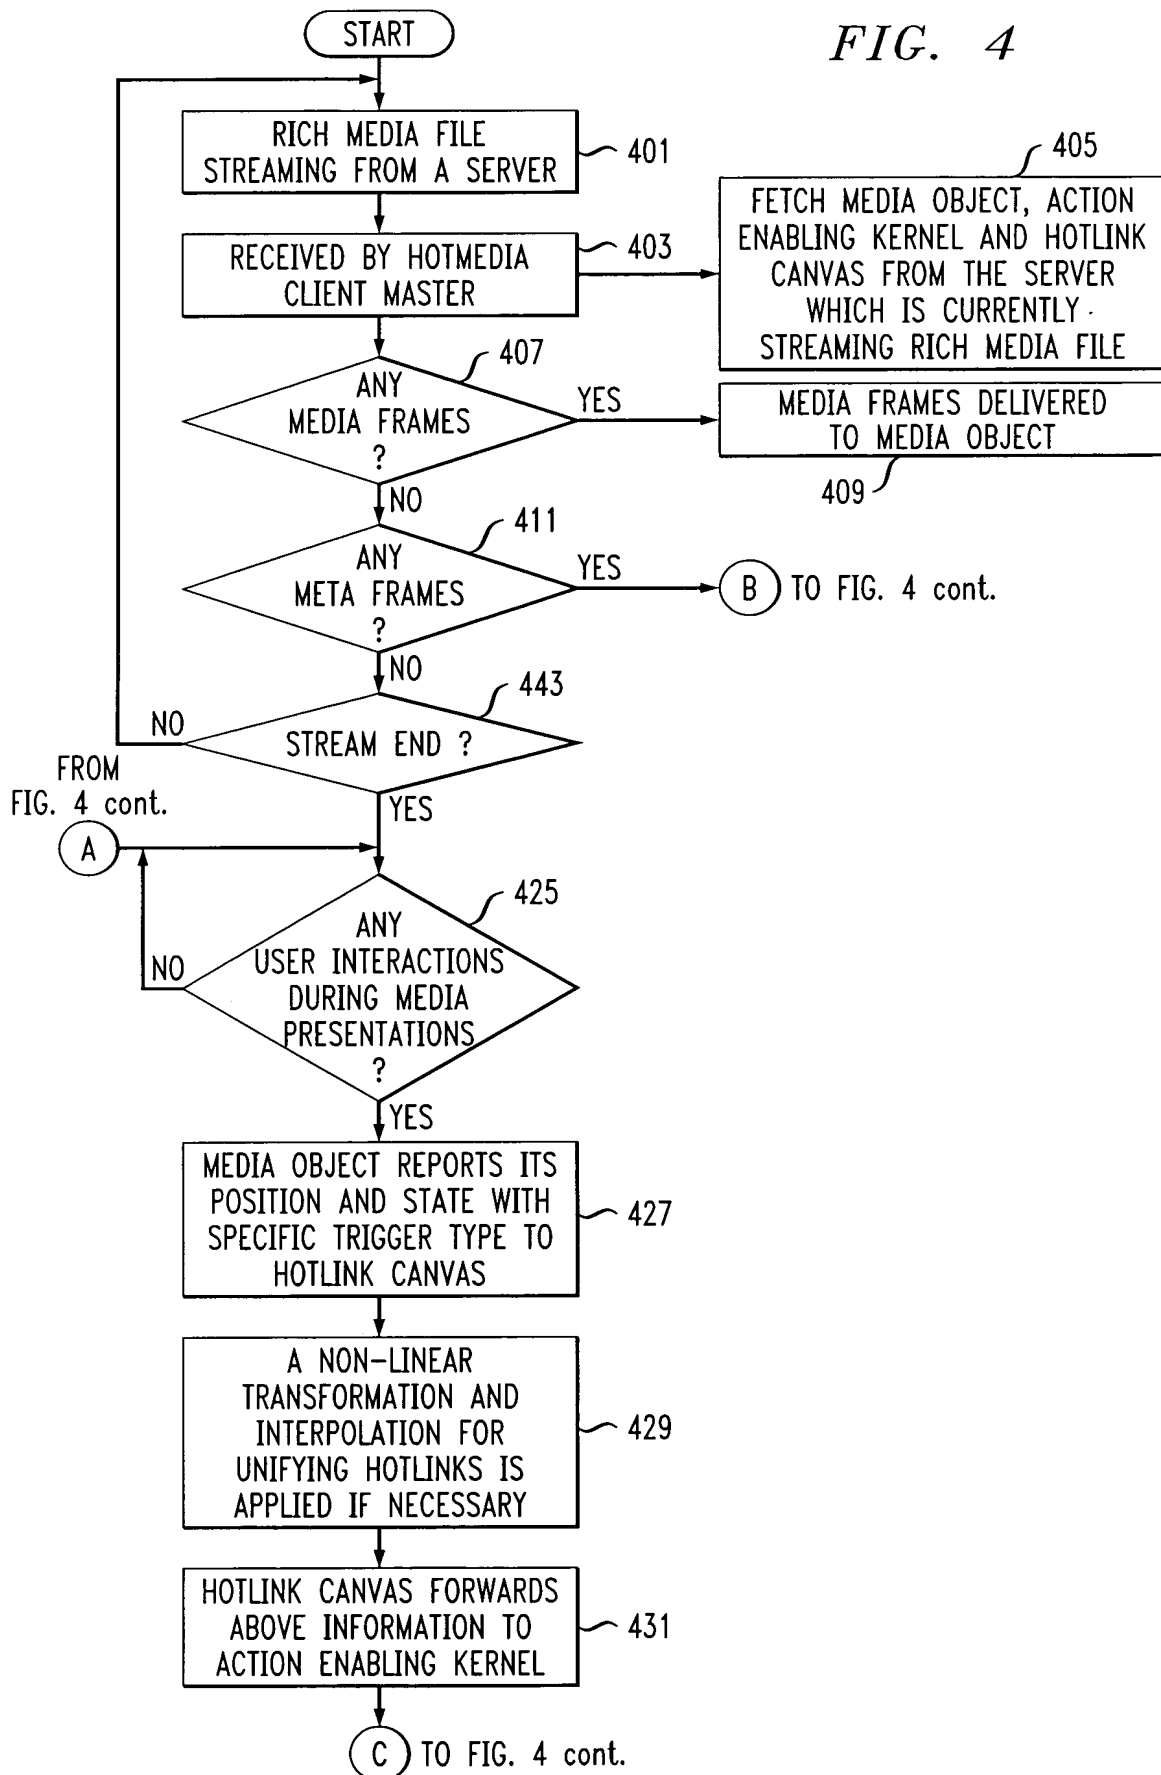 START
FIG. 4
RICH MEDIA FILE
STREAMING FROM A SERVER
401
405
FETCH MEDIA OBJECT, ACTION
ENABLING KERNEL AND HOTLINK
CANVAS FROM THE SERVER
WHICH IS CURRENTLY
STREAMING RICH MEDIA FILE
RECEIVED BY HOTMEDIA
CLIENT MASTER
403
407
ANY
MEDIA FRAMES
?
YES
MEDIA FRAMES DELIVERED
TO MEDIA OBJECT
409
NO
411
ANY
META FRAMES
?
YES
B TO FIG. 4 cont.
NO
443
STREAM END ?
NO
YES
FROM
FIG. 4 cont.
A
425
ANY
USER INTERACTIONS
DURING MEDIA
PRESENTATIONS
?
NO
YES
MEDIA OBJECT REPORTS ITS
POSITION AND STATE WITH
SPECIFIC TRIGGER TYPE TO
HOTLINK CANVAS
427
A NON-LINEAR
TRANSFORMATION AND
INTERPOLATION FOR
UNIFYING HOTLINKS IS
APPLIED IF NECESSARY
429
HOTLINK CANVAS FORWARDS
ABOVE INFORMATION TO
ACTION ENABLING KERNEL
431
C TO FIG. 4 cont.